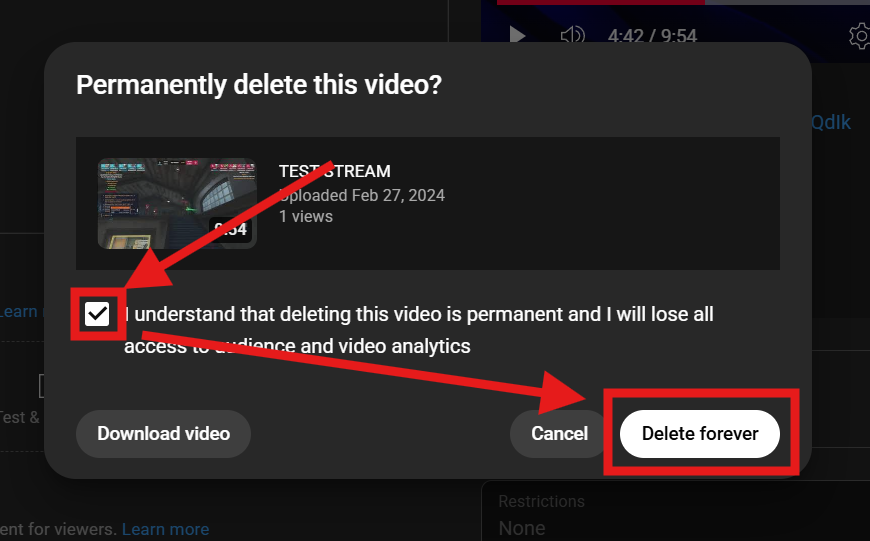 4:42 / 9:54
Permanently delete this video?
Qdlk
TEST STREAM
Uploaded Feb 27, 2024
1 views
9:54
Learn
I understand that deleting this video is permanent and I will lose all
access to audience and video analytics
Test &
Download video
Cancel
Delete forever
Restrictions
ent for viewers. Learn more
None